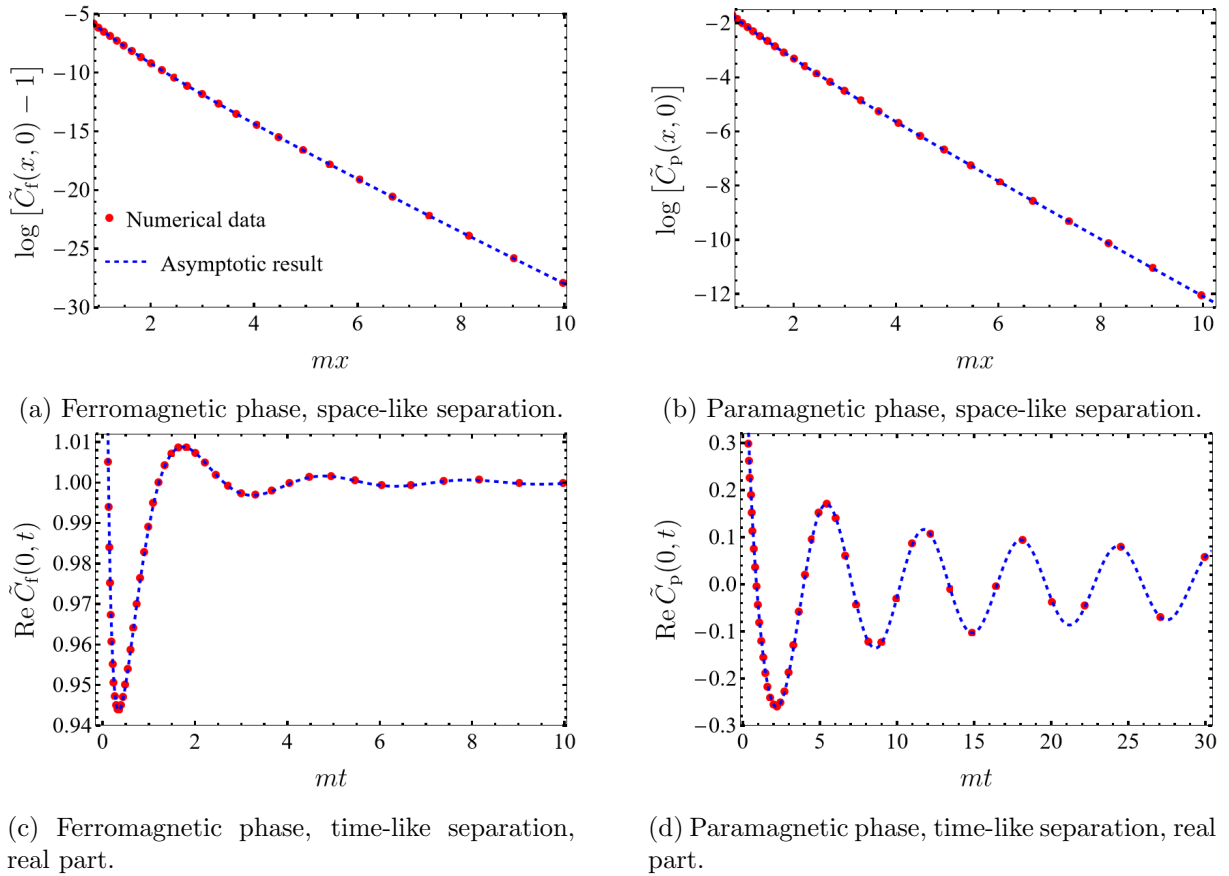 log [C̃f(x, 0) − 1]
−5
−10
−15
−20
−25
−30
Numerical data
Asymptotic result
2 4 6 8 10
mx
(a) Ferromagnetic phase, space-like separation.
log [C̃p(x, 0)]
−2
−4
−6
−8
−10
−12
2 4 6 8 10
mx
(b) Paramagnetic phase, space-like separation.
Re C̃f(0, t)
1.01
1.00
0.99
0.98
0.97
0.96
0.95
0.94
0 2 4 6 8 10
mt
(c) Ferromagnetic phase, time-like separation,
real part.
Re C̃p(0, t)
0.3
0.2
0.1
0.0
−0.1
−0.2
−0.3
0 5 10 15 20 25 30
mt
(d) Paramagnetic phase, time-like separation, real
part.